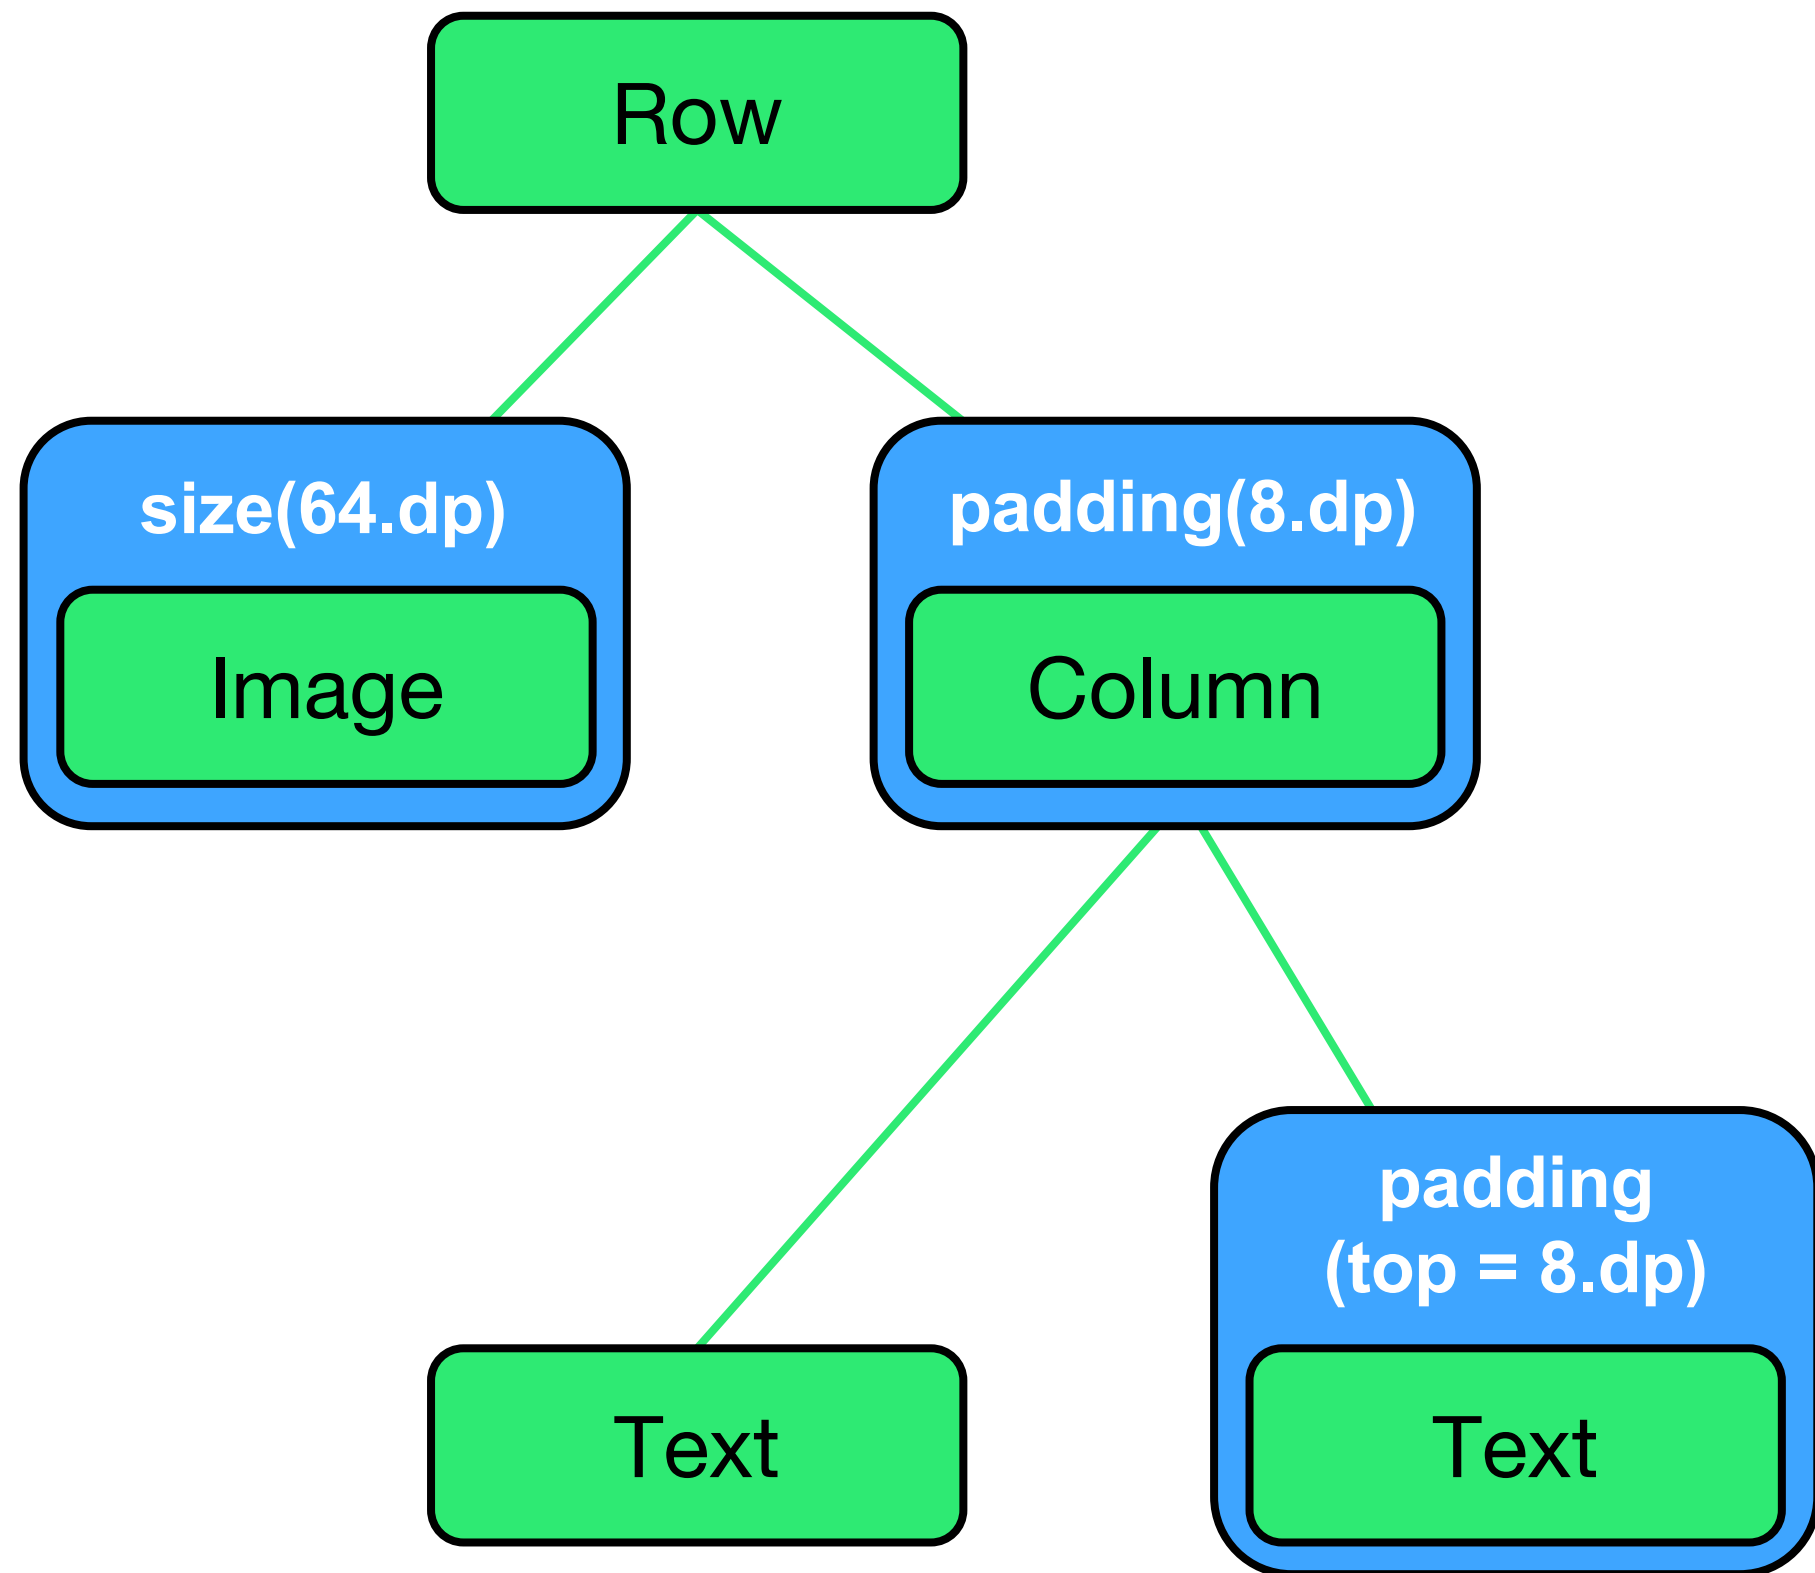 Row
size(64.dp)
padding(8.dp)
Image
Column
padding
(top = 8.dp)
Text
Text